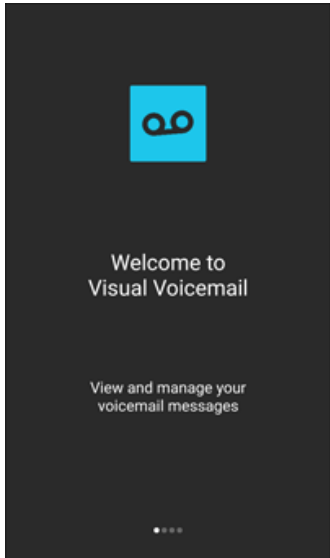 Welcome to
Visual Voicemail
View and manage your
voicemail messages